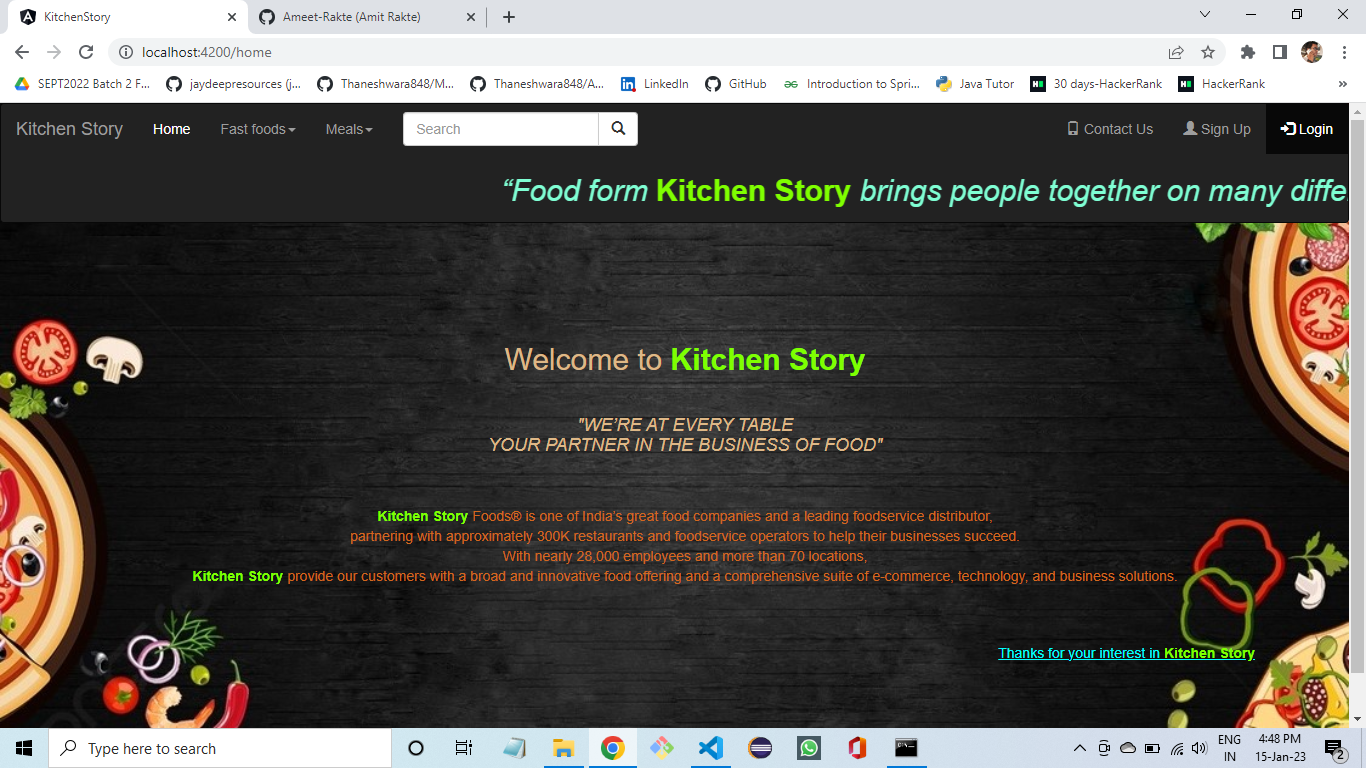 KitchenStory
Ameet-Rakte (Amit Rakte)
localhost:4200/home
SEPT2022 Batch 2 F...
jaydeepresources (j...
Thaneshwara848/M...
Thaneshwara848/A...
LinkedIn
GitHub
Introduction to Spri...
Java Tutor
30 days-HackerRank
HackerRank
»
Kitchen Story Home Fast foods Meals Search Contact Us Sign Up Login
“Food form Kitchen Story brings people together on many diffe
Welcome to Kitchen Story
"WE'RE AT EVERY TABLE
YOUR PARTNER IN THE BUSINESS OF FOOD"
Kitchen Story Foods® is one of India's great food companies and a leading foodservice distributor,
partnering with approximately 300K restaurants and foodservice operators to help their businesses succeed.
With nearly 28,000 employees and more than 70 locations,
Kitchen Story provide our customers with a broad and innovative food offering and a comprehensive suite of e-commerce, technology, and business solutions.
Thanks for your interest in Kitchen Story
Type here to search
ENG
IN
4:48 PM
15-Jan-23
2